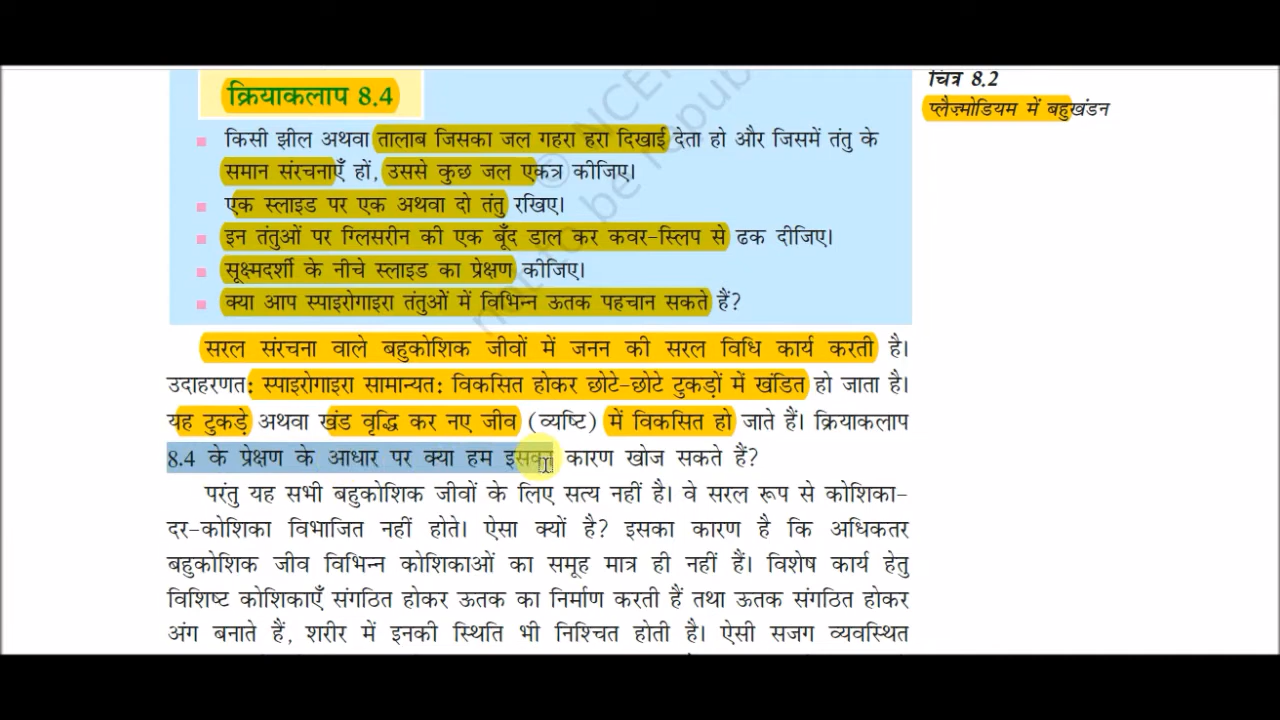 क्रियाकलाप 8.4
चित्र 8.2
प्लैज़्मोडियम में बहुखंडन
किसी झील अथवा तालाब जिसका जल गहरा हरा दिखाई देता हो और जिसमें तंतु के
समान संरचनाएँ हों, उससे कुछ जल एकत्र कीजिए।
एक स्लाइड पर एक अथवा दो तंतु रखिए।
इन तंतुओं पर ग्लिसरीन की एक बूँद डाल कर कवर-स्लिप से ढक दीजिए।
सूक्ष्मदर्शी के नीचे स्लाइड का प्रेक्षण कीजिए।
क्या आप स्पाइरोगाइरा तंतुओं में विभिन्न ऊतक पहचान सकते हैं?
सरल संरचना वाले बहुकोशिक जीवों में जनन की सरल विधि कार्य करती है।
उदाहरणत: स्पाइरोगाइरा सामान्यत: विकसित होकर छोटे-छोटे टुकड़ों में खंडित हो जाता है।
यह टुकड़े अथवा खंड वृद्धि कर नए जीव (व्यष्टि) में विकसित हो जाते हैं। क्रियाकलाप
8.4 के प्रेक्षण के आधार पर क्या हम इसका कारण खोज सकते हैं?
परंतु यह सभी बहुकोशिक जीवों के लिए सत्य नहीं है। वे सरल रूप से कोशिका-
दर-कोशिका विभाजित नहीं होते। ऐसा क्यों है? इसका कारण है कि अधिकतर
बहुकोशिक जीव विभिन्न कोशिकाओं का समूह मात्र ही नहीं हैं। विशेष कार्य हेतु
विशिष्ट कोशिकाएँ संगठित होकर ऊतक का निर्माण करती हैं तथा ऊतक संगठित होकर
अंग बनाते हैं, शरीर में इनकी स्थिति भी निश्चित होती है। ऐसी सजग व्यवस्थित